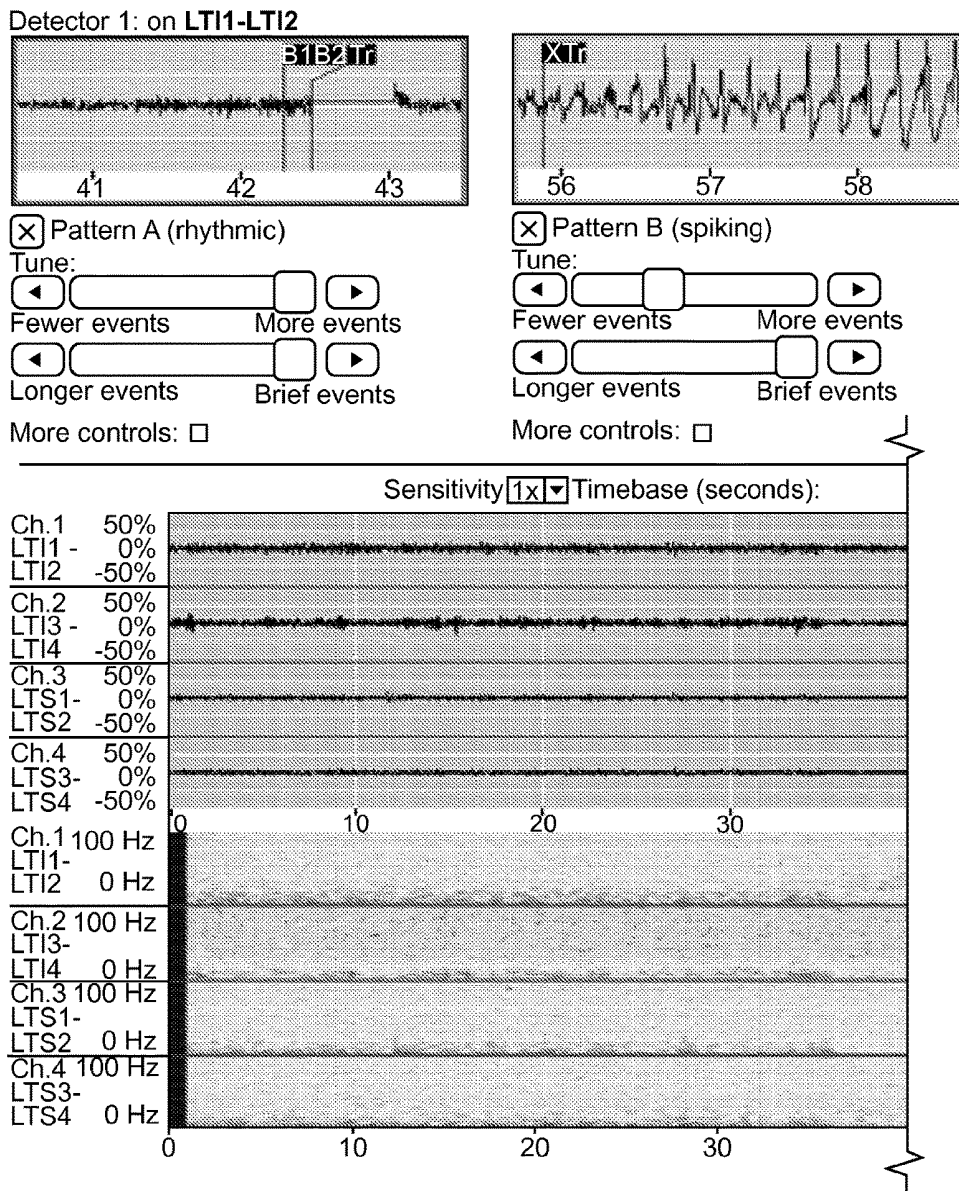 Detector 1: on LTI1-LTI2
B1B2 Tr
41 42 43
XTr
56 57 58
Pattern A (rhythmic)
Tune:
Fewer events More events
Longer events Brief events
More controls:
Pattern B (spiking)
Tune:
Fewer events More events
Longer events Brief events
More controls:
Sensitivity 1x Timebase (seconds):
Ch.1 50%
LTI1 - 0%
LTI2 -50%
Ch.2 50%
LTI3 - 0%
LTI4 -50%
Ch.3 50%
LTS1- 0%
LTS2 -50%
Ch.4 50%
LTS3- 0%
LTS4 -50%
0 10 20 30
Ch.1 100 Hz
LTI1-
LTI2 0 Hz
Ch.2 100 Hz
LTI3-
LTI4 0 Hz
Ch.3 100 Hz
LTS1-
LTS2 0 Hz
Ch.4 100 Hz
LTS3-
LTS4 0 Hz
0 10 20 30